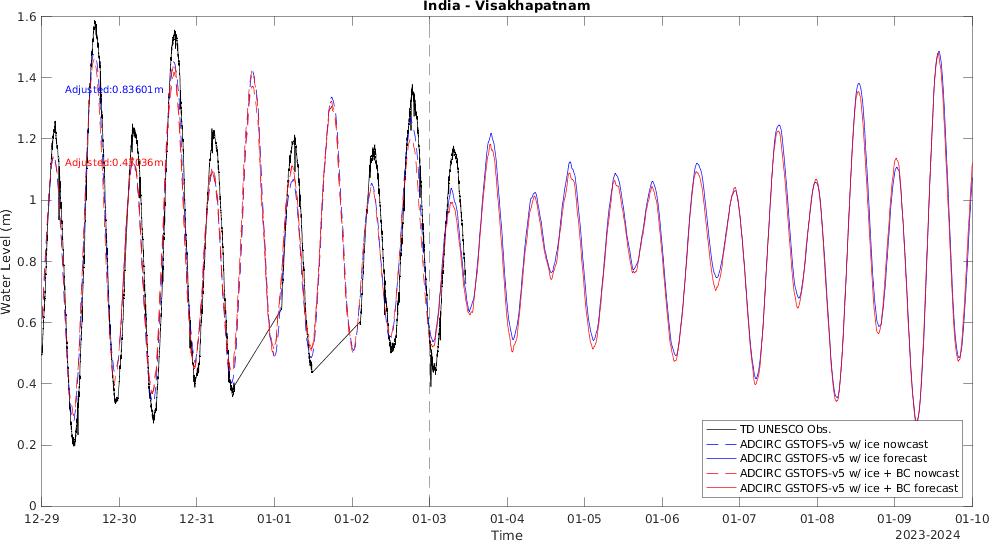 India - Visakhapatnam
1.6
1.4
1.2
1
0.8
0.6
0.4
0.2
0
Water Level (m)
Adjusted:0.83601m
TD UNESCO Obs.
ADCIRC GSTOFS-v5 w/ ice nowcast
ADCIRC GSTOFS-v5 w/ ice forecast
ADCIRC GSTOFS-v5 w/ ice + BC nowcast
ADCIRC GSTOFS-v5 w/ ice + BC forecast
12-29 12-30 12-31 01-01 01-02 01-03 01-04 01-05 01-06 01-07 01-08 01-09 01-10
Time
2023-2024